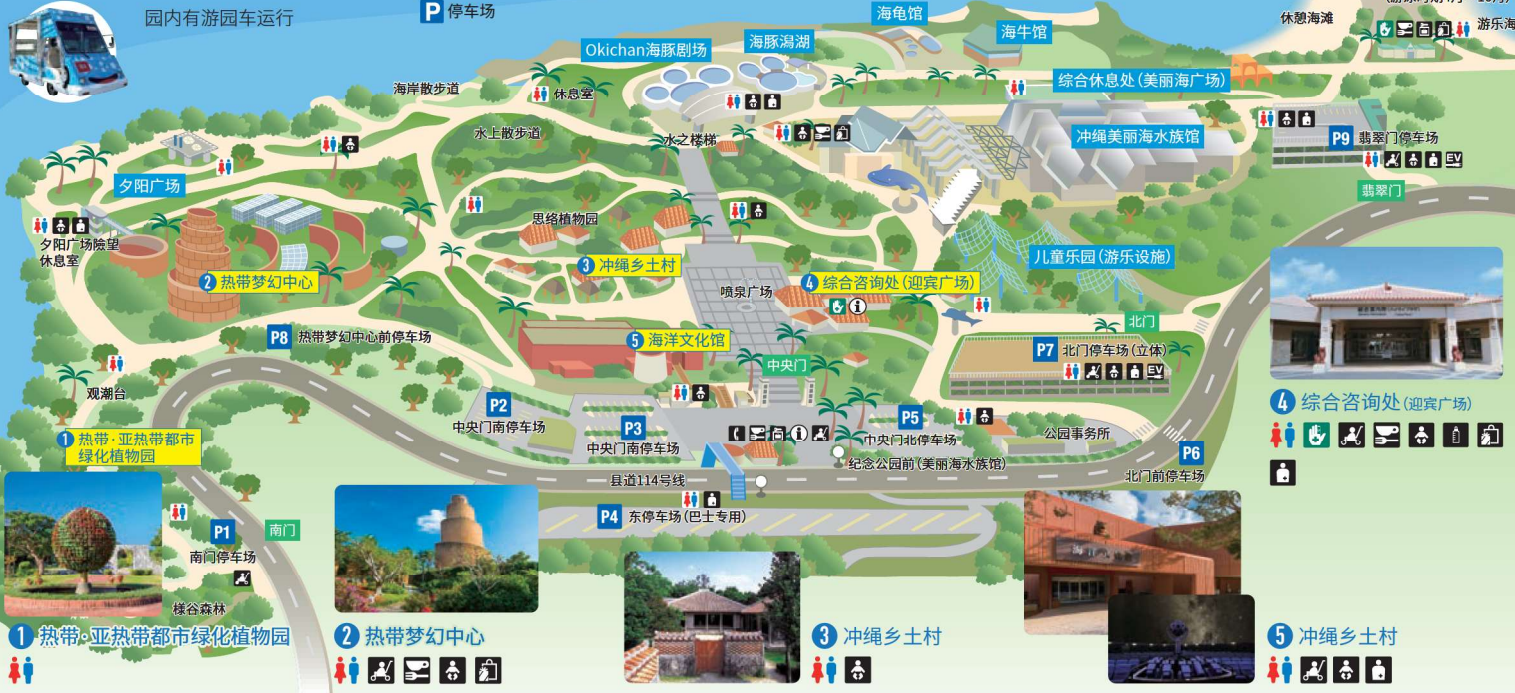 园内有游园车运行
P 停车场
海龟馆
海牛馆
休憩海滩
游乐海
Okichan海豚剧场
海豚潟湖
海岸散步道
休息室
综合休息处(美丽海广场)
水上散步道
水之楼梯
冲绳美丽海水族馆
P9 翡翠门停车场
EV
翡翠门
夕阳广场
夕阳广场险望
休息室
思络植物园
2 热带梦幻中心
3 冲绳乡土村
喷泉广场
4 综合咨询处(迎宾广场)
儿童乐园(游乐设施)
P8 热带梦幻中心前停车场
5 海洋文化馆
中央门
北门
P7 北门停车场(立体)
EV
观潮台
P2
中央门南停车场
P3
中央门南停车场
P5
中央门北停车场
公园事务所
P6
北门前停车场
纪念公园前(美丽海水族馆)
县道114号线
P4 东停车场(巴士专用)
1 热带·亚热带都市
绿化植物园
P1
南门停车场
南门
様谷森林
1 热带·亚热带都市绿化植物园
2 热带梦幻中心
3 冲绳乡土村
4 综合咨询处(迎宾广场)
5 冲绳乡土村